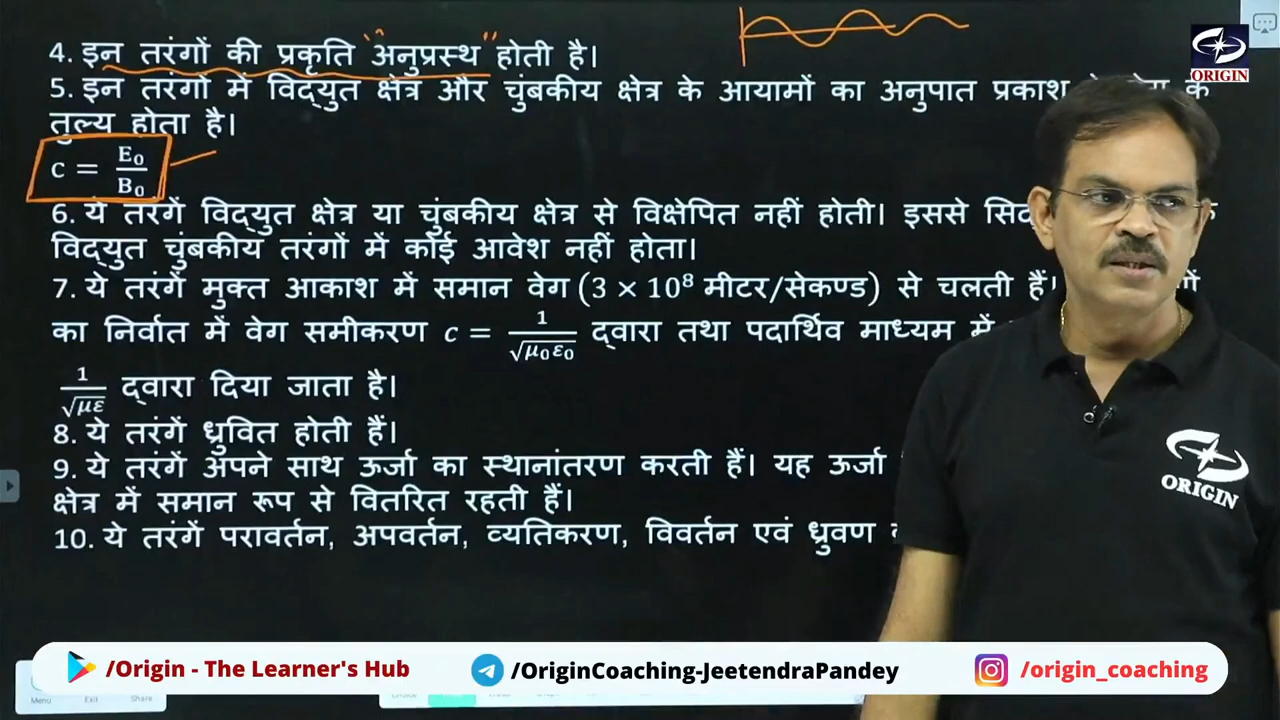 ORIGIN
4. इन तरंगों की प्रकृति "अनुप्रस्थ" होती है।
5. इन तरंगों में विद्युत क्षेत्र और चुंबकीय क्षेत्र के आयामों का अनुपात प्रकाश
तुल्य होता है।
c = E₀/B₀
6. ये तरंगें विद्युत क्षेत्र या चुंबकीय क्षेत्र से विक्षेपित नहीं होती। इससे
विद्युत चुंबकीय तरंगों में कोई आवेश नहीं होता।
7. ये तरंगें मुक्त आकाश में समान वेग (3 × 10⁸ मीटर/सेकण्ड) से चलती हैं।
का निर्वात में वेग समीकरण c = 1/√μ₀ε₀ द्वारा तथा पदार्थिव माध्यम में
1/√με द्वारा दिया जाता है।
8. ये तरंगें ध्रुवित होती हैं।
9. ये तरंगें अपने साथ ऊर्जा का स्थानांतरण करती हैं। यह ऊर्जा
क्षेत्र में समान रूप से वितरित रहती हैं।
10. ये तरंगें परावर्तन, अपवर्तन, व्यतिकरण, विवर्तन एवं ध्रुवण
ORIGIN
/Origin - The Learner's Hub
/OriginCoaching-JeetendraPandey
/origin_coaching
Menu Exit Share